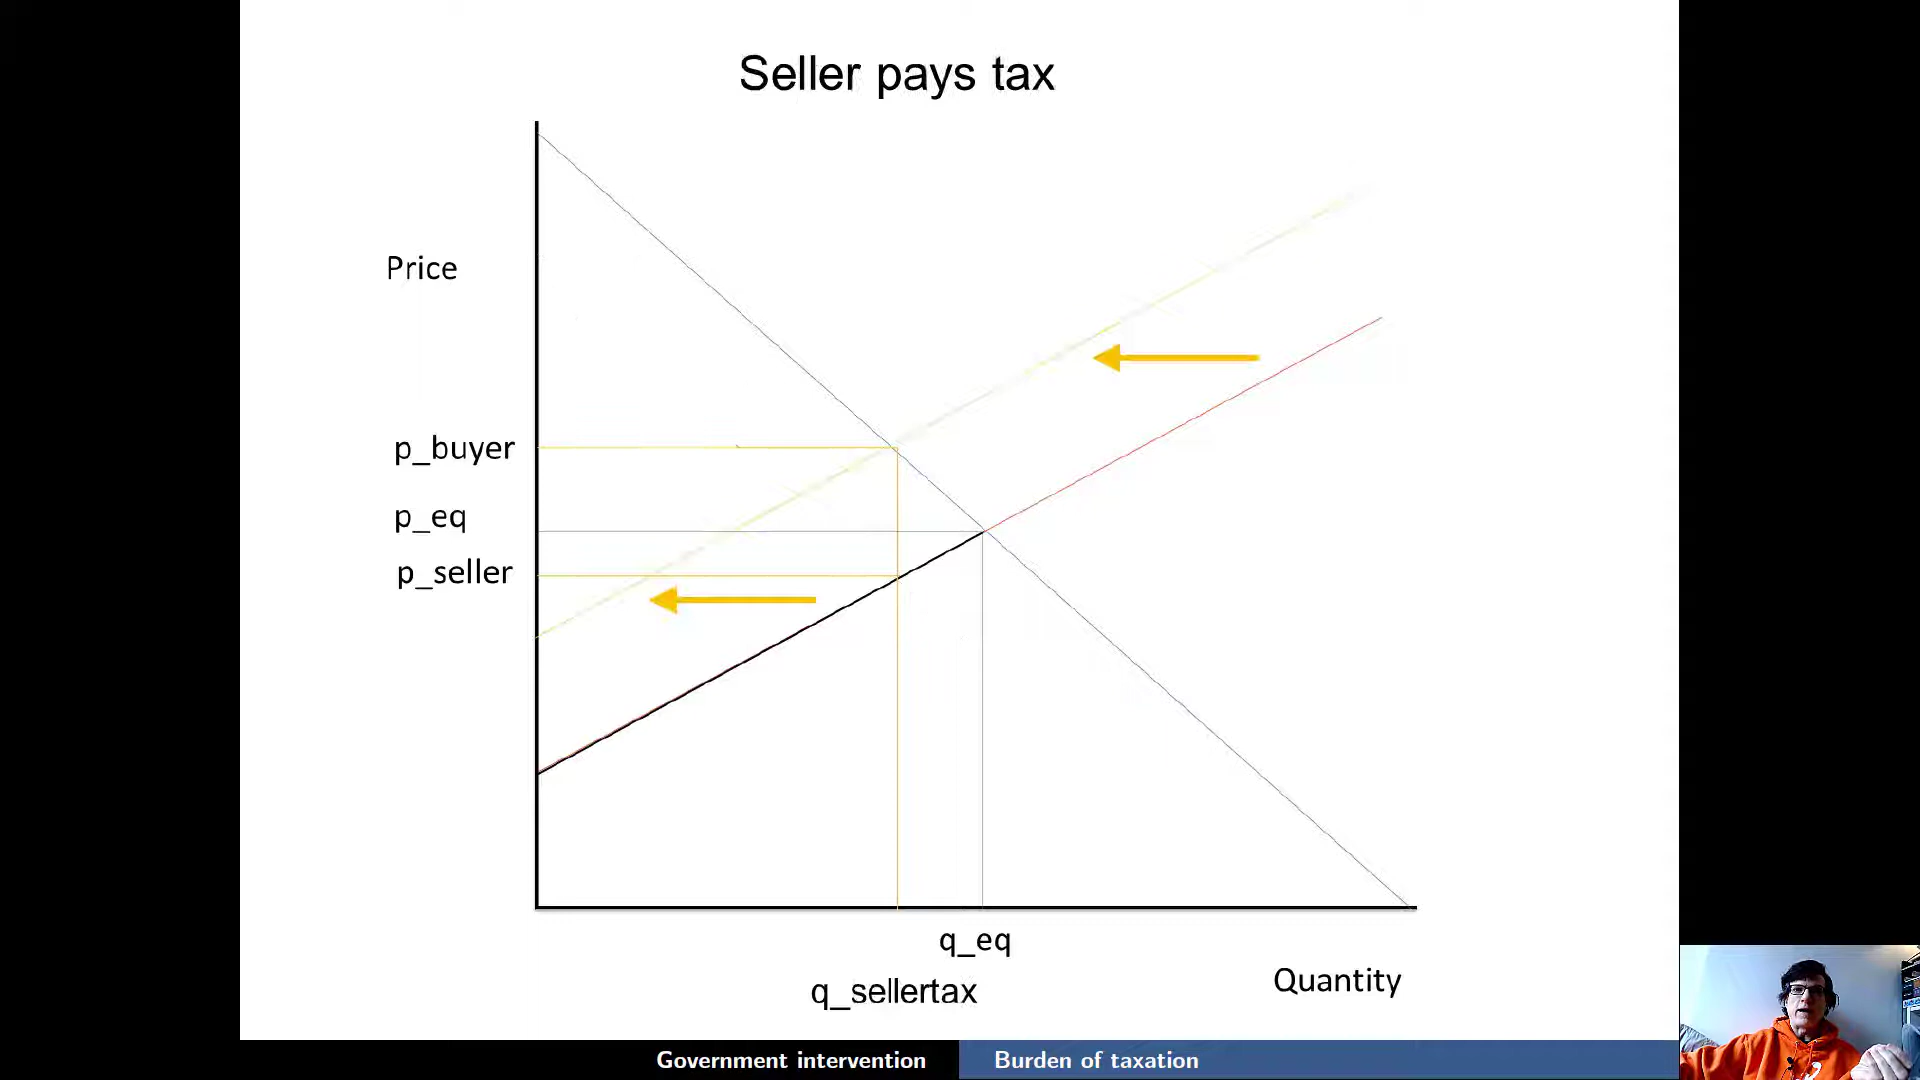 Seller pays tax
Price
p_buyer
p_eq
p_seller
q_eq
q_sellertax
Quantity
Government intervention
Burden of taxation